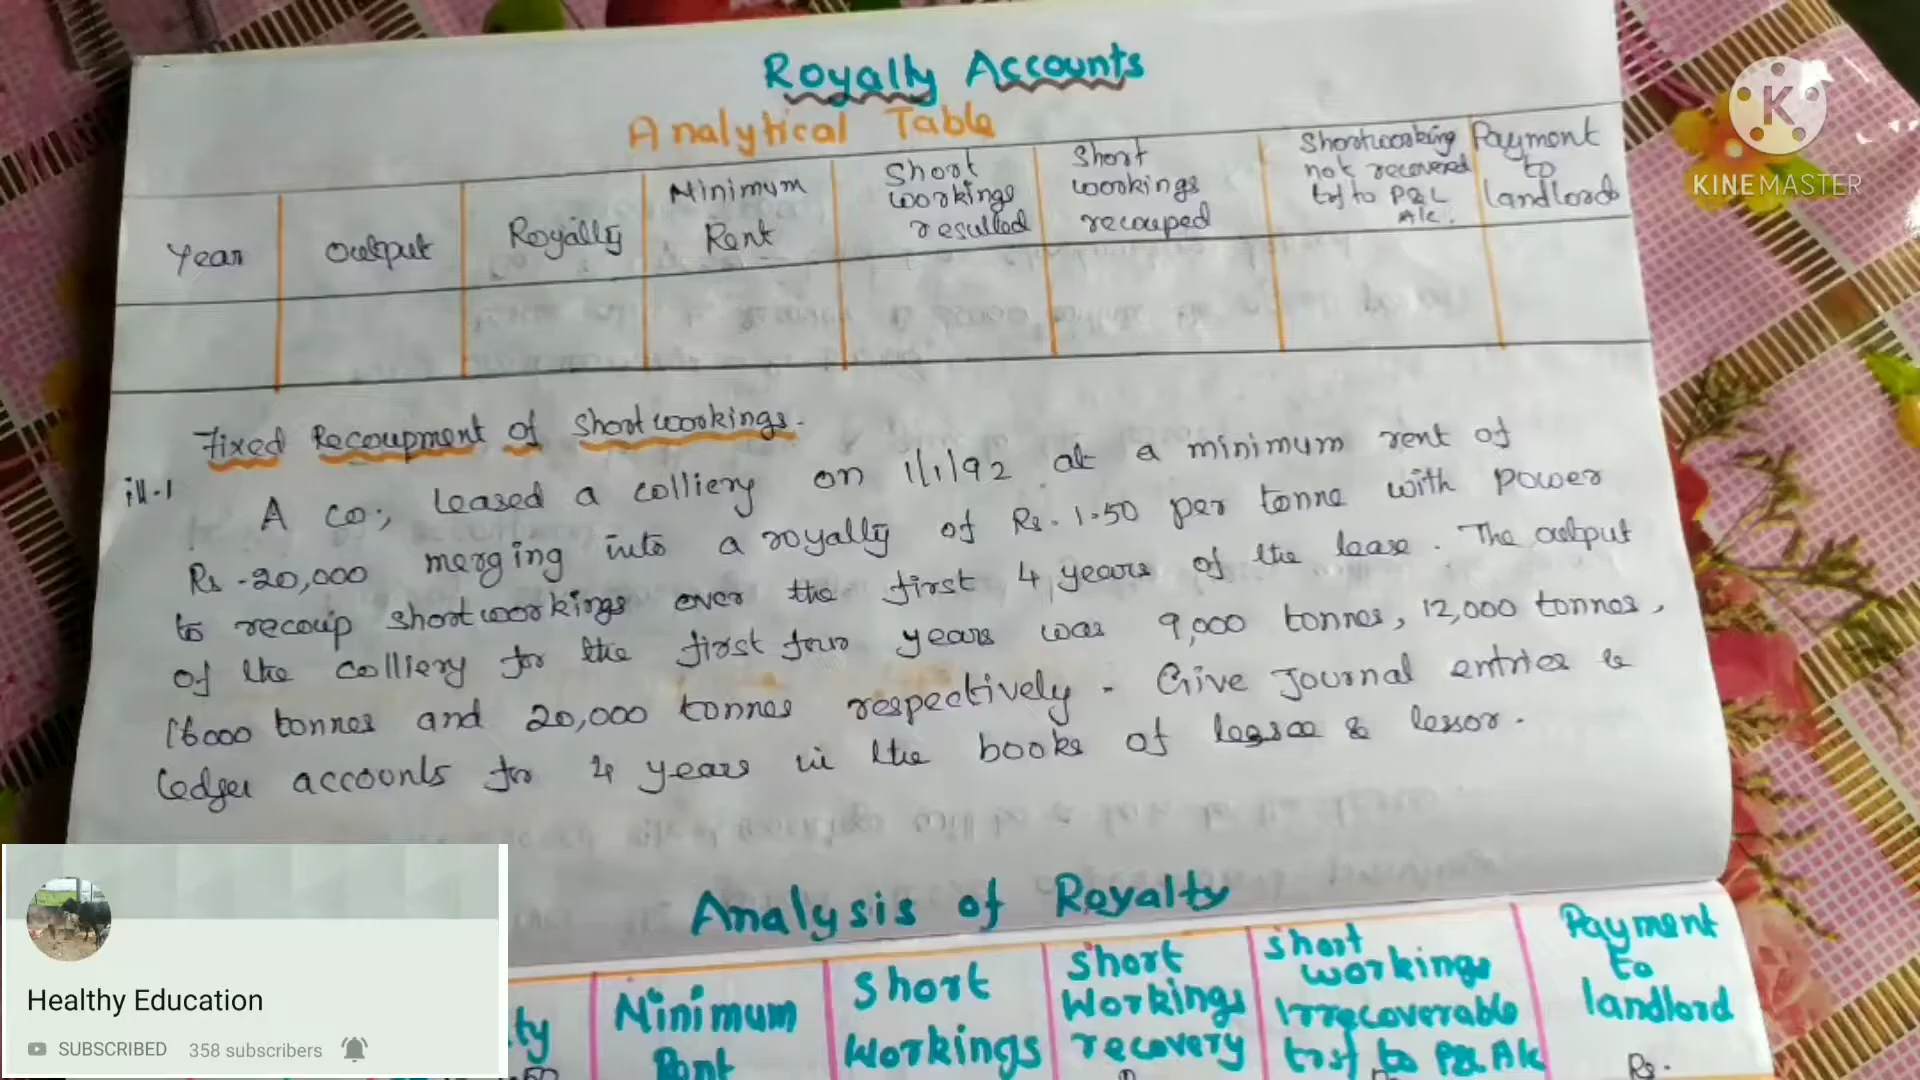 Royalty Accounts
Analytical Table
Year
Output
Royalty
Minimum Rent
Short workings resulted
Short workings recouped
Shortworking not recovered trf to P&L A/c.
Payment to landlord
Fixed Recoupment of Shortworkings.
ill-1
A co., leased a colliery on 1/1/92 at a minimum rent of
Rs.20,000 merging into a royalty of Rs.1.50 per tonne with power
to recoup shortworkings over the first 4 years of the lease. The output
of the colliery for the first four years was 9,000 tonnes, 12,000 tonnes,
16000 tonnes and 20,000 tonnes respectively. Give Journal entries &
ledger accounts for 4 years in the books of lessee & lessor.
Analysis of Royalty
ty
Minimum Rent
Short Workings
Short Workings recovery
Short workings Irrecoverable trsf to P&L A/c
Payment to landlord
Rs.
K
KINEMASTER
Healthy Education
SUBSCRIBED 358 subscribers